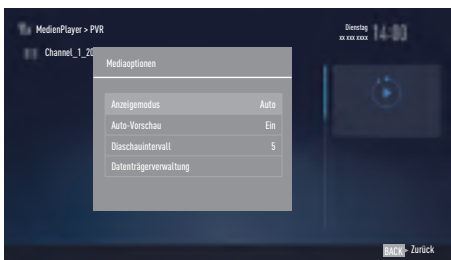 MedienPlayer > PVR
Dienstag
xx xxx xxxx
14:03
Channel_1_20
Mediaoptionen
Anzeigemodus Auto
Auto-Vorschau Ein
Diaschauintervall 5
Datenträgerverwaltung
BACK Zurück